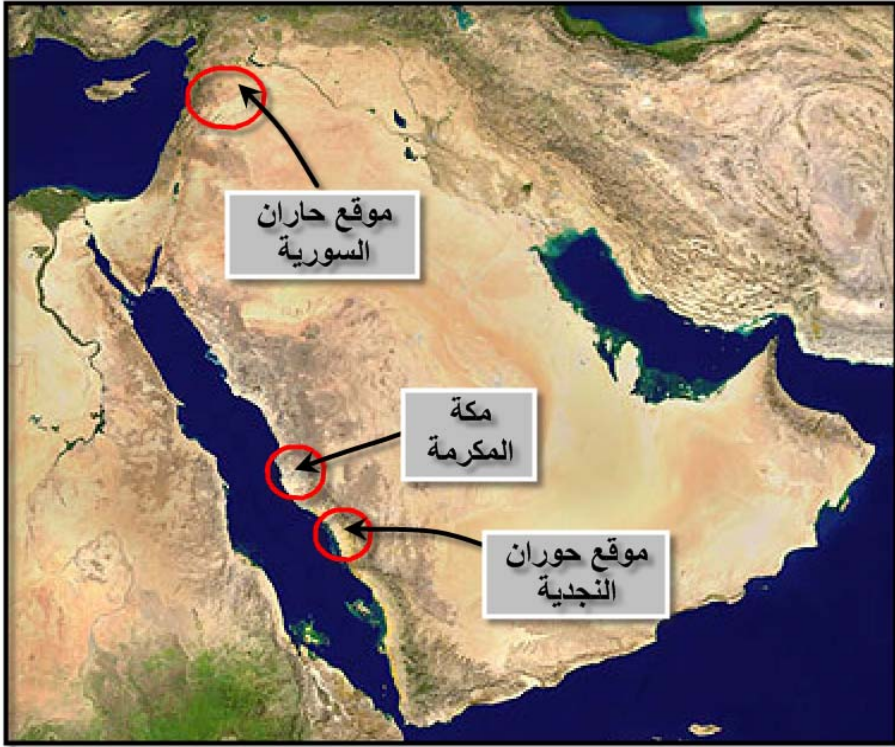 موقع حاران
السورية
مكة
المكرمة
موقع حوران
النجدية